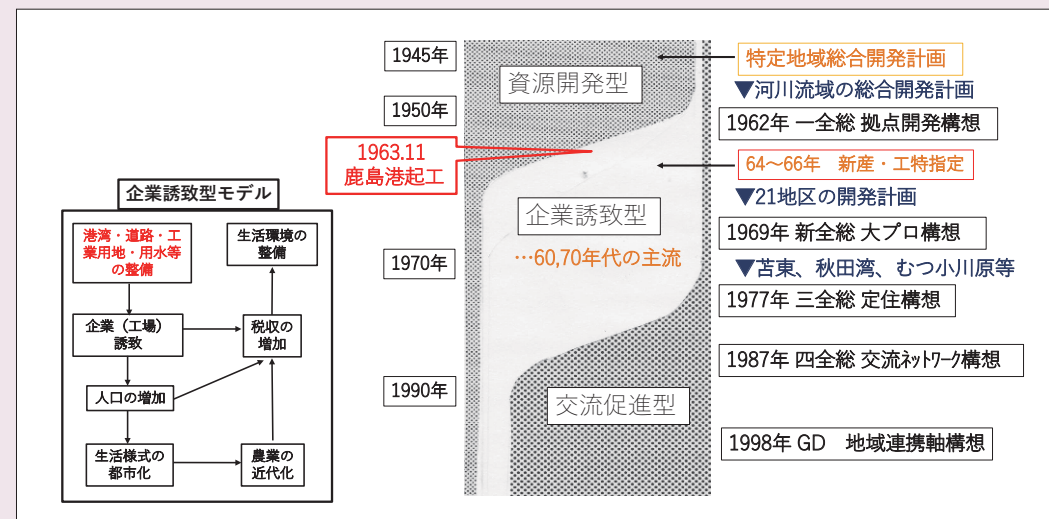 1945年
1950年
1970年
1990年
資源開発型
企業誘致型
…60,70年代の主流
交流促進型
1963.11
鹿島港起工
特定地域総合開発計画
▼河川流域の総合開発計画
1962年 一全総 拠点開発構想
64〜66年　新産・工特指定
▼21地区の開発計画
1969年 新全総 大プロ構想
▼苫東、秋田湾、むつ小川原等
1977年 三全総 定住構想
1987年 四全総 交流ﾈｯﾄﾜｰｸ構想
1998年 GD　地域連携軸構想
企業誘致型モデル
港湾・道路・工
業用地・用水等
の整備
生活環境の
整備
企業（工場）
誘致
税収の
増加
人口の増加
生活様式の
都市化
農業の
近代化